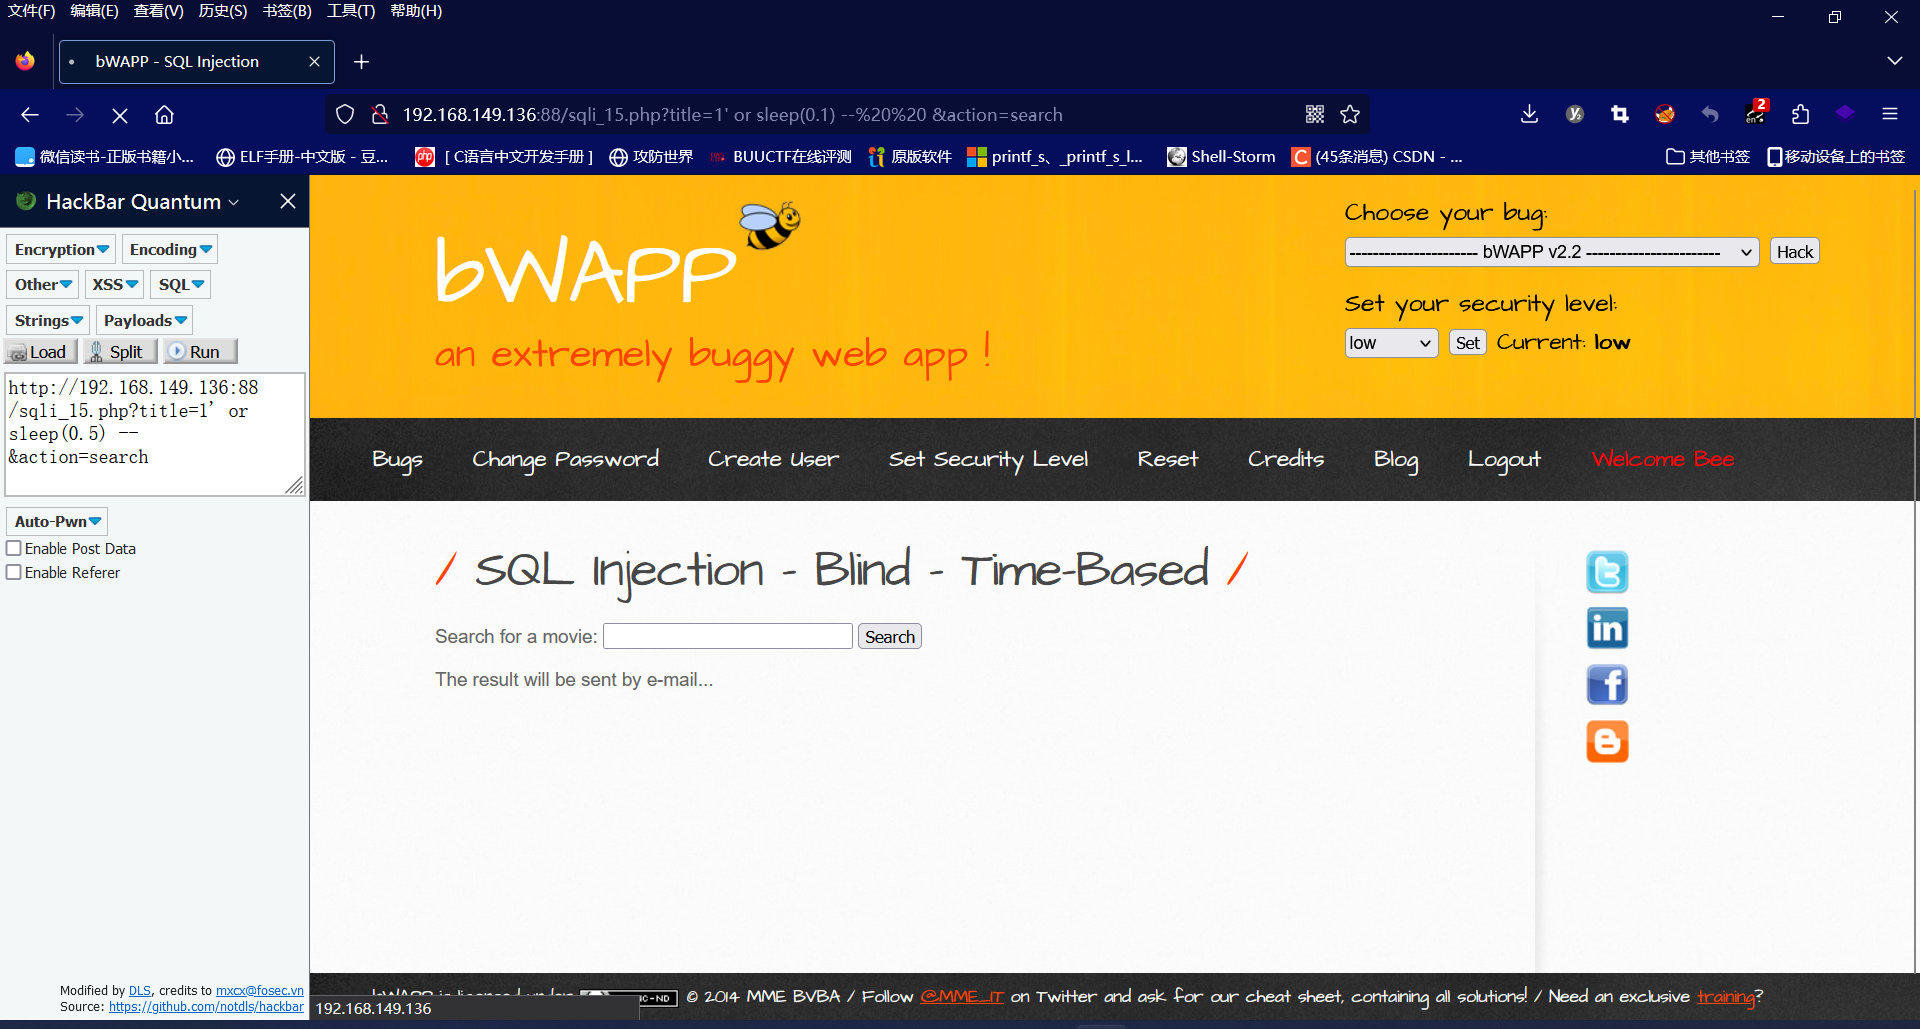 文件(F) 编辑(E) 查看(V) 历史(S) 书签(B) 工具(T) 帮助(H)
bWAPP - SQL Injection
192.168.149.136:88/sqli_15.php?title=1' or sleep(0.1) --%20%20 &action=search
2
en
微信读书-正版书籍小... ELF手册-中文版 - 豆... php [ C语言中文开发手册 ] 攻防世界 BUUCTF在线评测 原版软件 printf_s、_printf_s_l... Shell-Storm C (45条消息) CSDN - ... 其他书签 移动设备上的书签
HackBar Quantum
Encryption Encoding
Other XSS SQL
Strings Payloads
Load Split Run
http://192.168.149.136:88
/sqli_15.php?title=1' or
sleep(0.5) --
&action=search
Auto-Pwn
Enable Post Data
Enable Referer
Modified by DLS, credits to mxcx@fosec.vn
Source: https://github.com/notdls/hackbar
bWAPP
an extremely buggy web app !
Choose your bug:
---------------------- bWAPP v2.2 ----------------------- Hack
Set your security level:
low Set Current: low
Bugs Change Password Create User Set Security Level Reset Credits Blog Logout Welcome Bee
/ SQL Injection - Blind - Time-Based /
Search for a movie: Search
The result will be sent by e-mail...
© 2014 MME BVBA / Follow @MME_IT on Twitter and ask for our cheat sheet, containing all solutions! / Need an exclusive training?
192.168.149.136